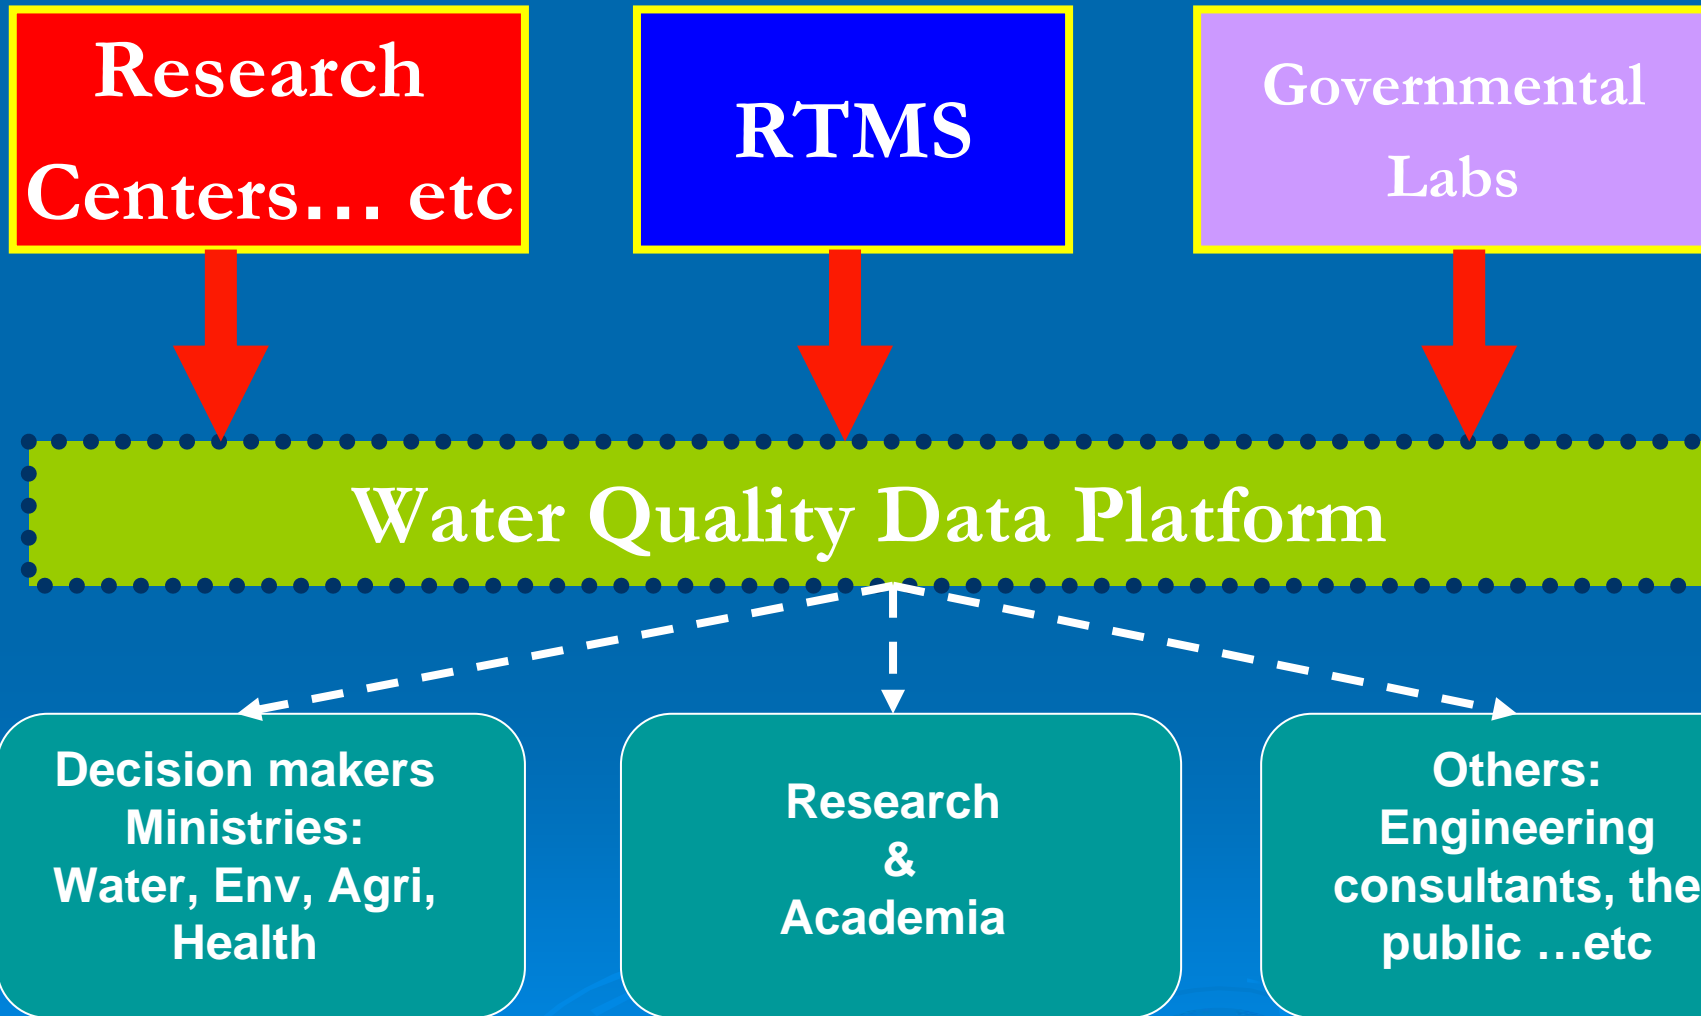 Research
Centers... etc
RTMS
Governmental
Labs
Water Quality Data Platform
Decision makers
Ministries:
Water, Env, Agri,
Health
Research
&
Academia
Others:
Engineering
consultants, the
public ...etc